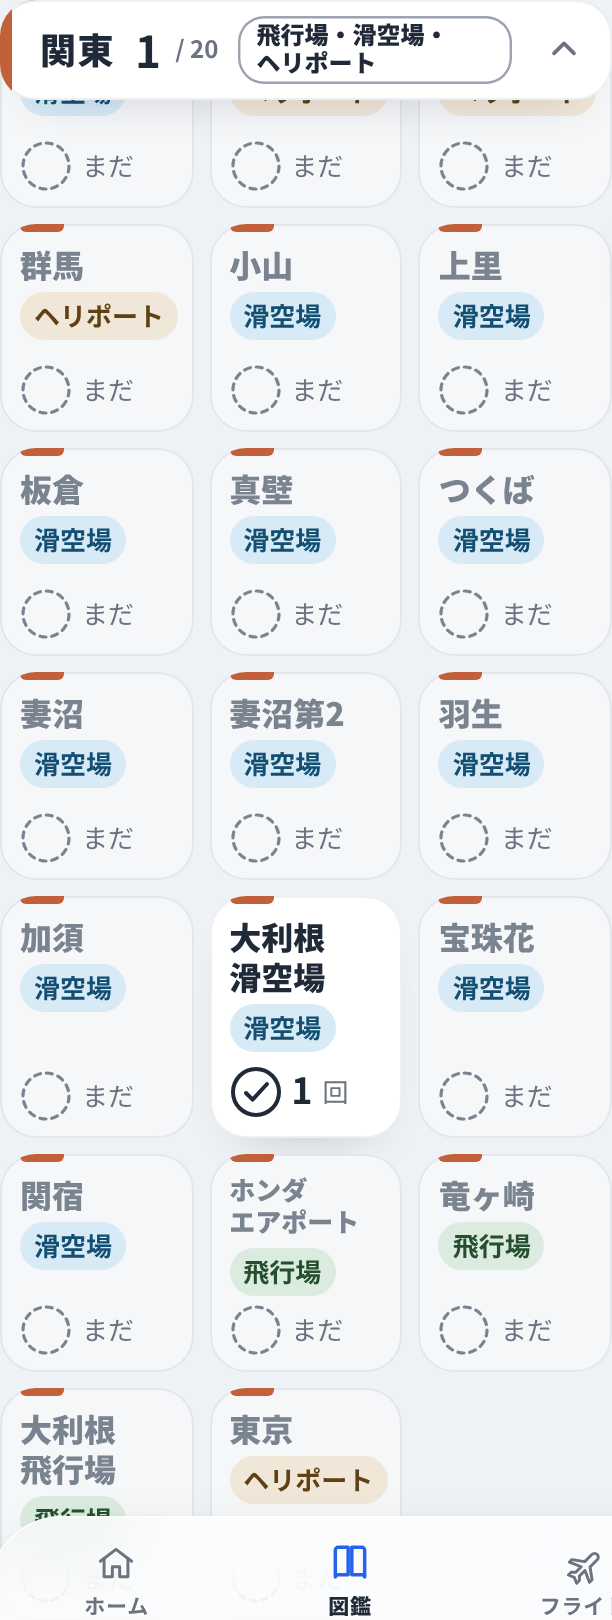 関東 1 / 20 飛行場・滑空場・
ヘリポート
まだ まだ まだ
群馬 小山 上里
ヘリポート 滑空場 滑空場
まだ まだ まだ
板倉 真壁 つくば
滑空場 滑空場 滑空場
まだ まだ まだ
妻沼 妻沼第2 羽生
滑空場 滑空場 滑空場
まだ まだ まだ
加須 大利根 宝珠花
滑空場 滑空場 滑空場
滑空場
まだ 1 回 まだ
関宿 ホンダ 竜ヶ崎
エアポート
滑空場 飛行場 飛行場
まだ まだ まだ
大利根 東京
飛行場 ヘリポート
飛行場
ホーム 図鑑 フライ